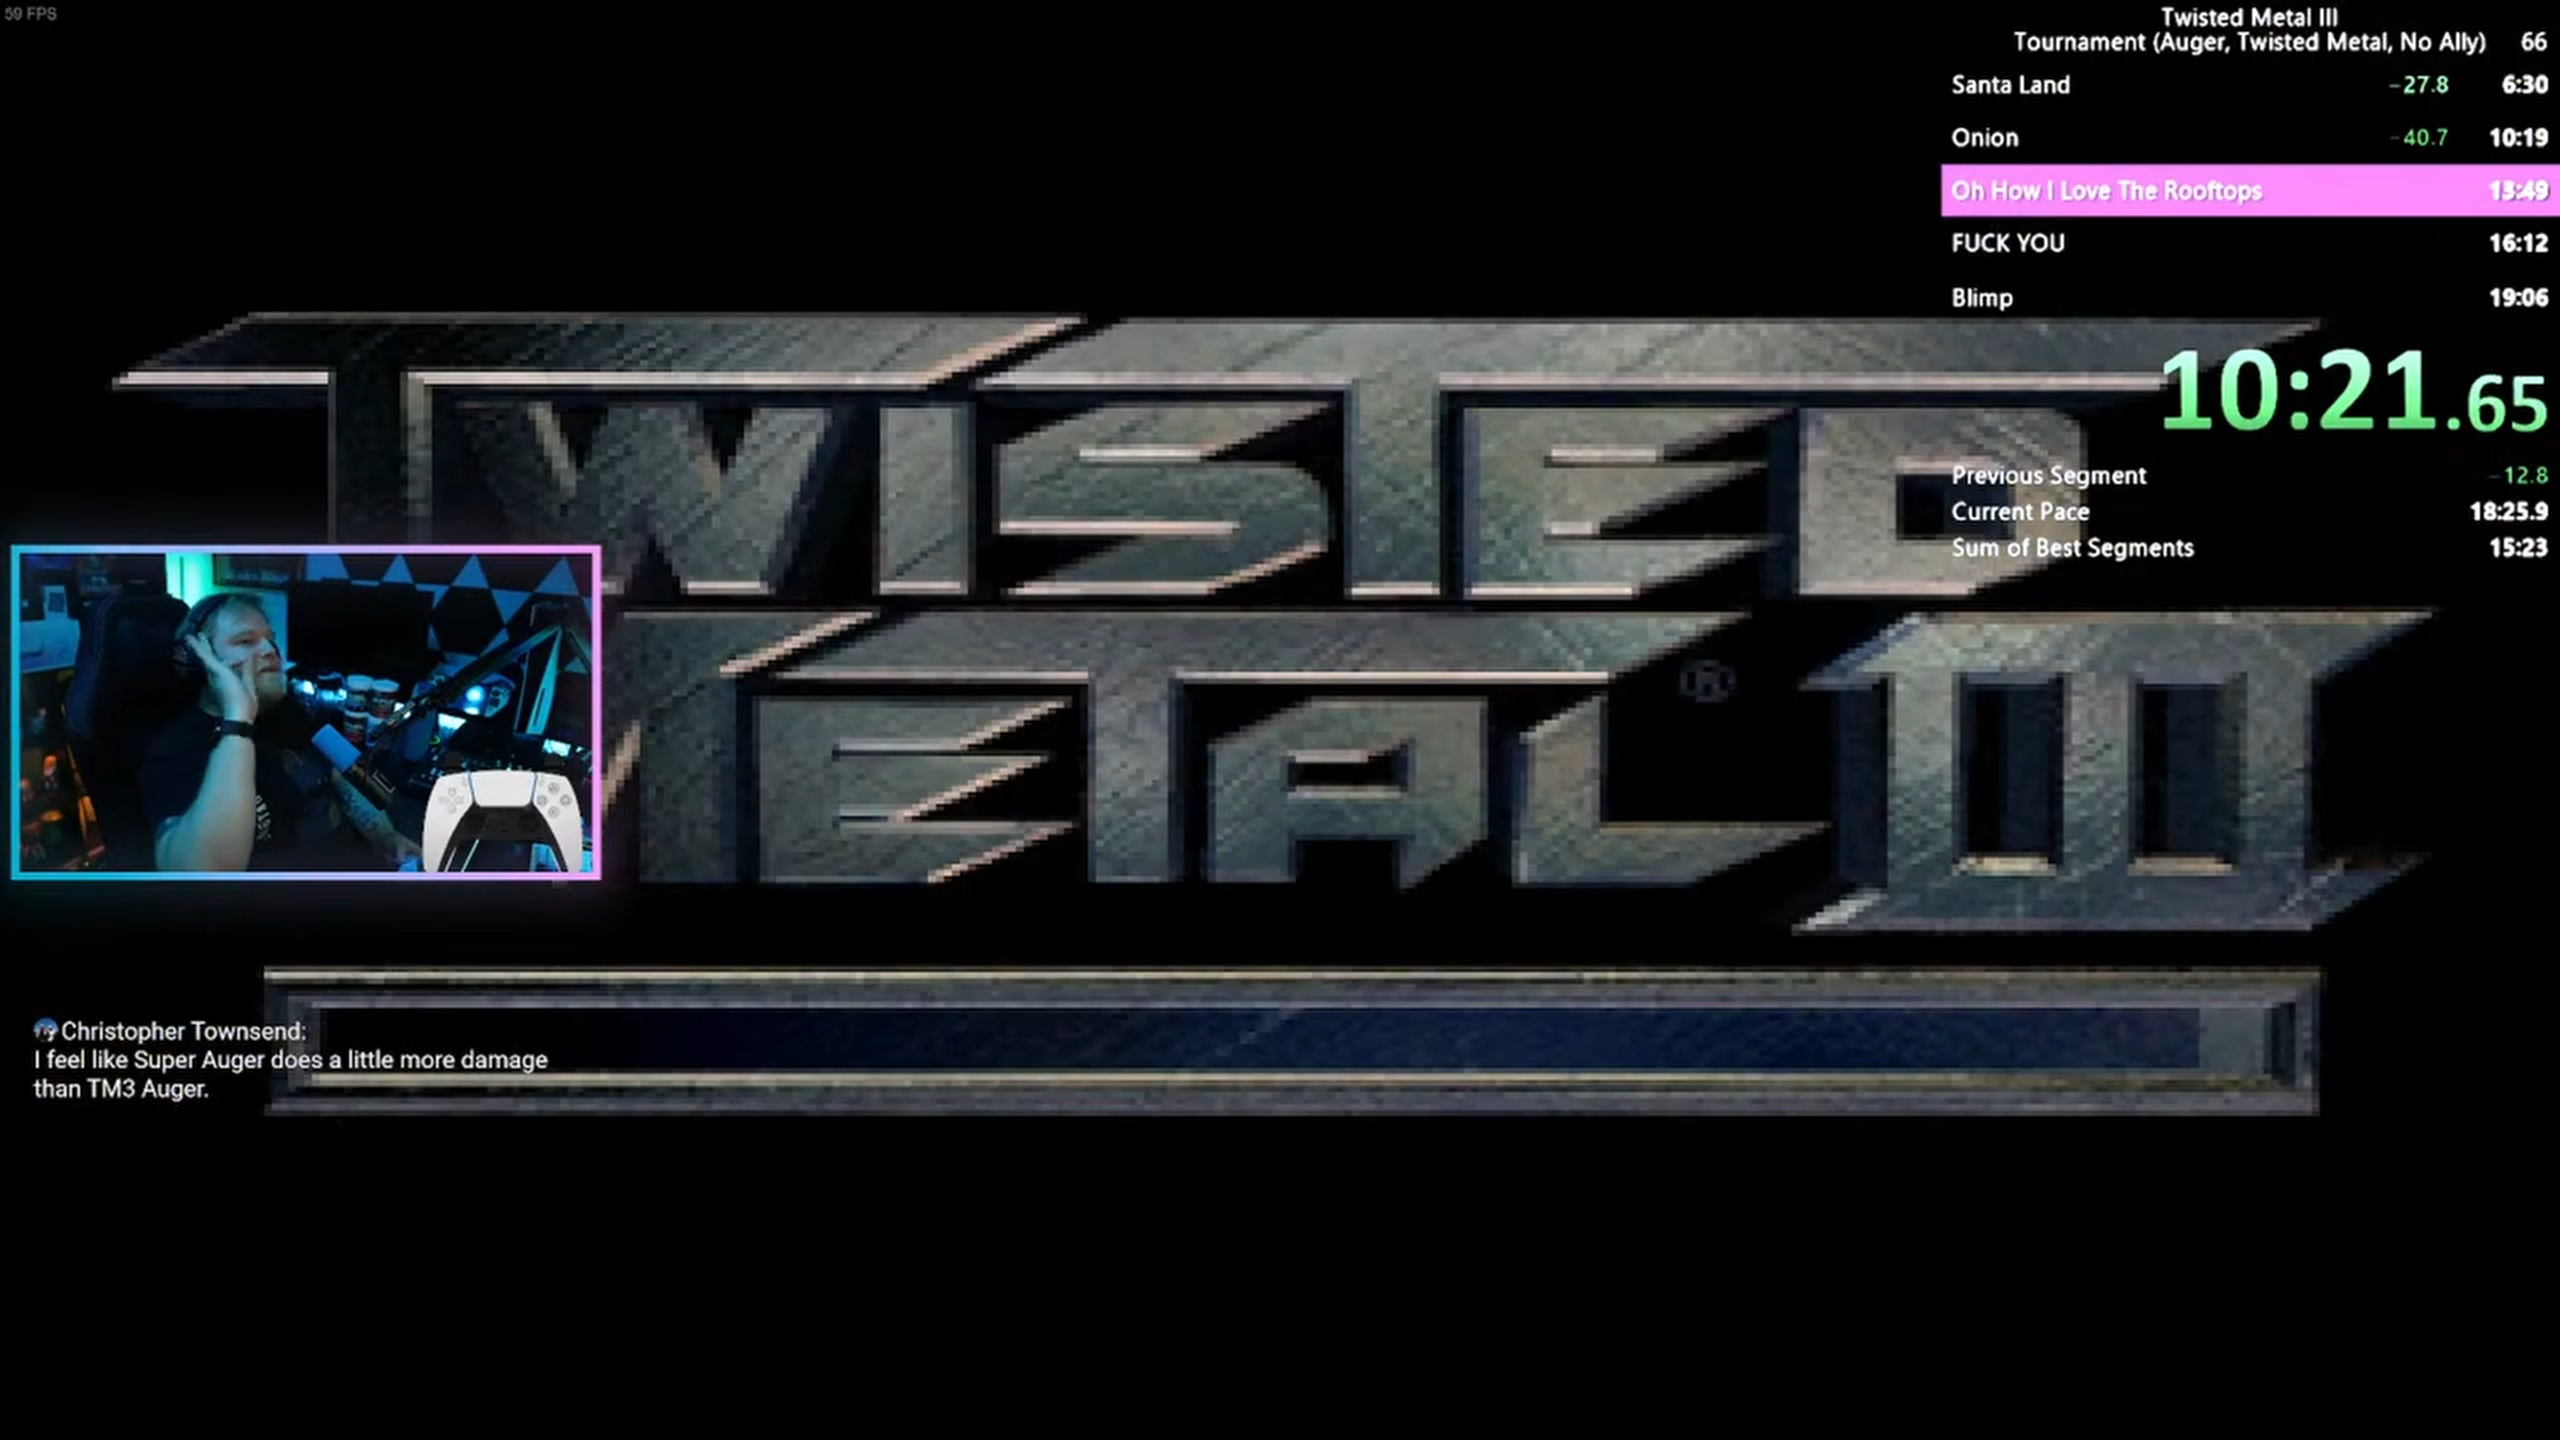 59 FPS
Twisted Metal III
Tournament (Auger, Twisted Metal, No Ally) 66
Santa Land -27.8 6:30
Onion -40.7 10:19
Oh How I Love The Rooftops 13:49
FUCK YOU 16:12
Blimp 19:06
10:21.65
Previous Segment -12.8
Current Pace 18:25.9
Sum of Best Segments 15:23
TWISTED
METAL ® III
Christopher Townsend:
I feel like Super Auger does a little more damage
than TM3 Auger.